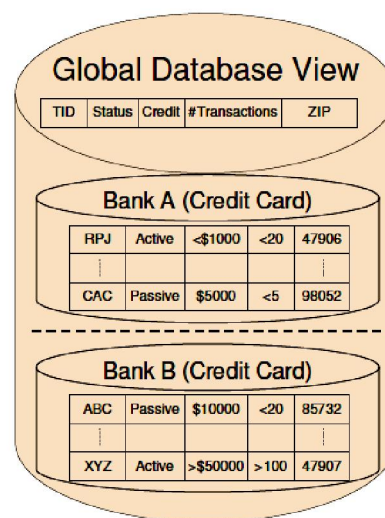 Global Database View
TID Status Credit #Transactions ZIP
Bank A (Credit Card)
RPJ Active <$1000 <20 47906
CAC Passive $5000 <5 98052
Bank B (Credit Card)
ABC Passive $10000 <20 85732
XYZ Active >$50000 >100 47907